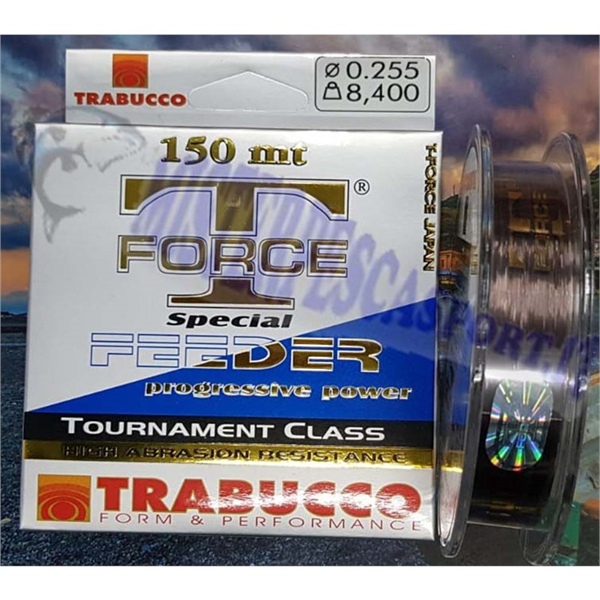 TRABUCCO
Ø 0.255
8,400
150 mt
T
FORCE
®
Special
FEEDER
progressive power
T-FORCE JAPAN
TOURNAMENT CLASS
HIGH ABRASION RESISTANCE
TRABUCCO
FORM & PERFORMANCE